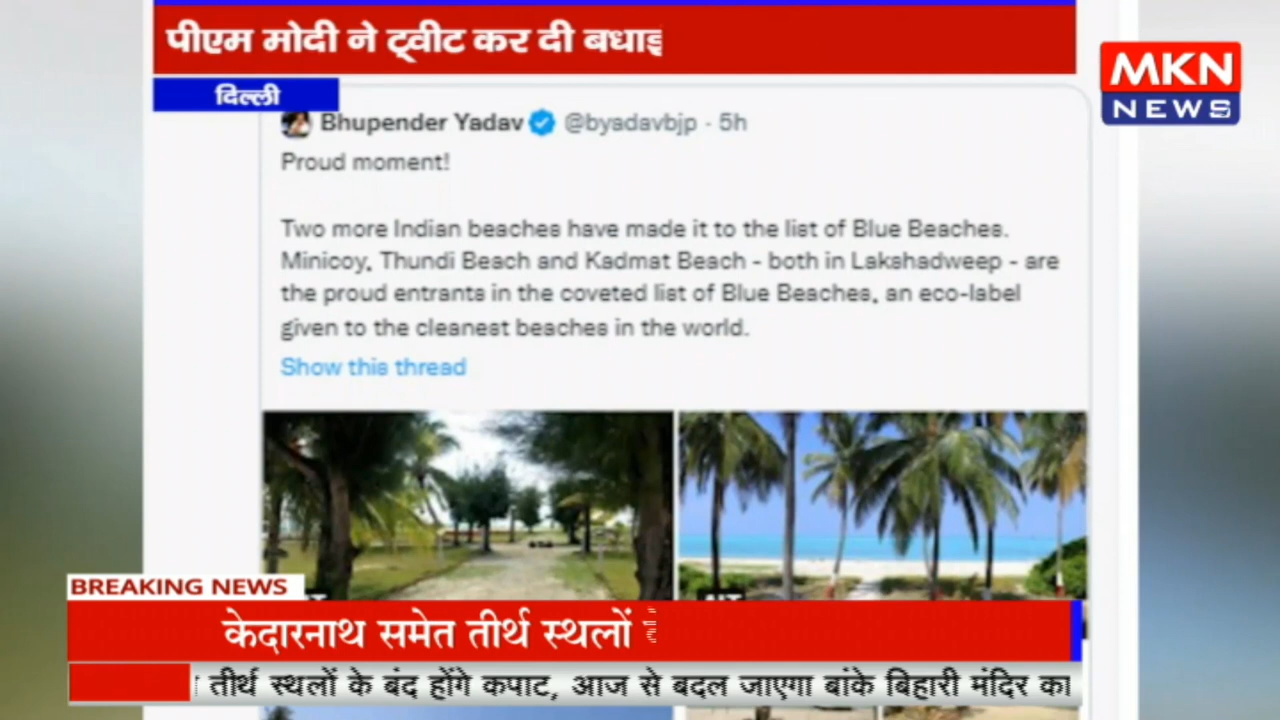 पीएम मोदी ने ट्वीट कर दी बधाइ
दिल्ली
MKN
NEWS
Bhupender Yadav @byadavbjp · 5h
Proud moment!
Two more Indian beaches have made it to the list of Blue Beaches.
Minicoy, Thundi Beach and Kadmat Beach - both in Lakshadweep - are
the proud entrants in the coveted list of Blue Beaches, an eco-label
given to the cleanest beaches in the world.
Show this thread
BREAKING NEWS
केदारनाथ समेत तीर्थ स्थलों
तीर्थ स्थलों के बंद होंगे कपाट, आज से बदल जाएगा बांके बिहारी मंदिर का